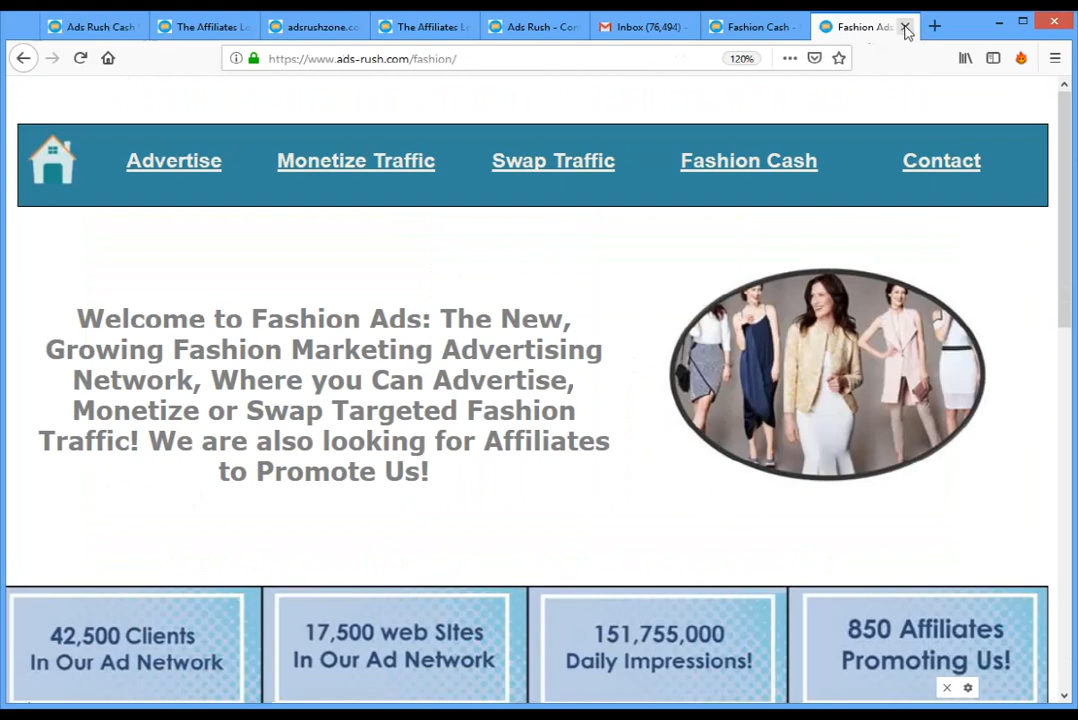 Ads Rush Cash
The Affiliates Lo
adsrushzone.co
The Affiliates Lo
Ads Rush - Con
Inbox (76,494) -
Fashion Cash -
Fashion Ads
https://www.ads-rush.com/fashion/
120%
Advertise
Monetize Traffic
Swap Traffic
Fashion Cash
Contact
Welcome to Fashion Ads: The New,
Growing Fashion Marketing Advertising
Network, Where you Can Advertise,
Monetize or Swap Targeted Fashion
Traffic! We are also looking for Affiliates
to Promote Us!
42,500 Clients
In Our Ad Network
17,500 web SItes
In Our Ad Network
151,755,000
Daily Impressions!
850 Affiliates
Promoting Us!